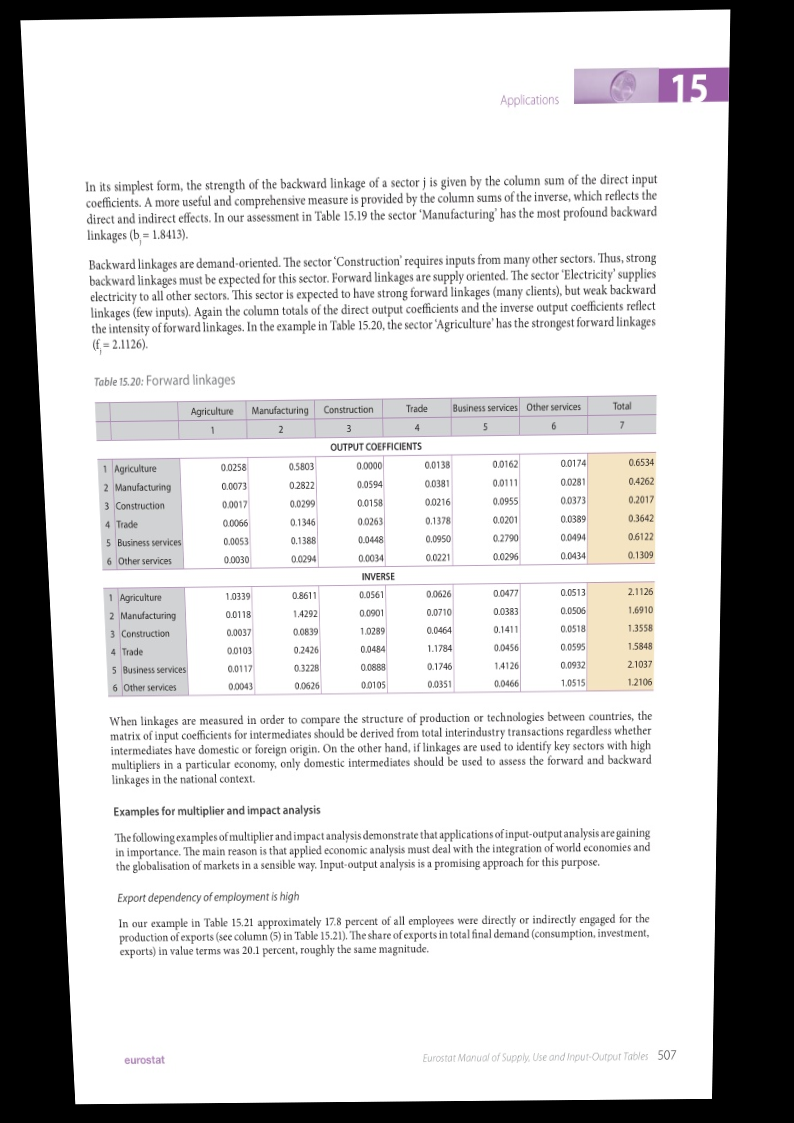 Applications
15
In its simplest form, the strength of the backward linkage of a sector j is given by the column sum of the direct input
coefficients. A more useful and comprehensive measure is provided by the column sums of the inverse, which reflects the
direct and indirect effects. In our assessment in Table 15.19 the sector ‘Manufacturing’ has the most profound backward
linkages (bj = 1.8413).
Backward linkages are demand-oriented. The sector ‘Construction’ requires inputs from many other sectors. Thus, strong
backward linkages must be expected for this sector. Forward linkages are supply oriented. The sector ‘Electricity’ supplies
electricity to all other sectors. This sector is expected to have strong forward linkages (many clients), but weak backward
linkages (few inputs). Again the column totals of the direct output coefficients and the inverse output coefficients reflect
the intensity of forward linkages. In the example in Table 15.20, the sector ‘Agriculture’ has the strongest forward linkages
(fj = 2.1126).
Table 15.20: Forward linkages
Agriculture Manufacturing Construction Trade Business services Other services Total
1 2 3 4 5 6 7
OUTPUT COEFFICIENTS
1 Agriculture 0.0258 0.5803 0.0000 0.0138 0.0162 0.0174 0.6534
2 Manufacturing 0.0073 0.2822 0.0594 0.0381 0.0111 0.0281 0.4262
3 Construction 0.0017 0.0299 0.0158 0.0216 0.0955 0.0373 0.2017
4 Trade 0.0066 0.1346 0.0263 0.1378 0.0201 0.0389 0.3642
5 Business services 0.0053 0.1388 0.0448 0.0950 0.2790 0.0494 0.6122
6 Other services 0.0030 0.0294 0.0034 0.0221 0.0296 0.0434 0.1309
INVERSE
1 Agriculture 1.0339 0.8611 0.0561 0.0626 0.0477 0.0513 2.1126
2 Manufacturing 0.0118 1.4292 0.0901 0.0710 0.0383 0.0506 1.6910
3 Construction 0.0037 0.0839 1.0289 0.0464 0.1411 0.0518 1.3558
4 Trade 0.0103 0.2426 0.0484 1.1784 0.0456 0.0595 1.5848
5 Business services 0.0117 0.3228 0.0888 0.1746 1.4126 0.0932 2.1037
6 Other services 0.0043 0.0626 0.0105 0.0351 0.0466 1.0515 1.2106
When linkages are measured in order to compare the structure of production or technologies between countries, the
matrix of input coefficients for intermediates should be derived from total interindustry transactions regardless whether
intermediates have domestic or foreign origin. On the other hand, if linkages are used to identify key sectors with high
multipliers in a particular economy, only domestic intermediates should be used to assess the forward and backward
linkages in the national context.
Examples for multiplier and impact analysis
The following examples of multiplier and impact analysis demonstrate that applications of input-output analysis are gaining
in importance. The main reason is that applied economic analysis must deal with the integration of world economies and
the globalisation of markets in a sensible way. Input-output analysis is a promising approach for this purpose.
Export dependency of employment is high
In our example in Table 15.21 approximately 17.8 percent of all employees were directly or indirectly engaged for the
production of exports (see column (5) in Table 15.21). The share of exports in total final demand (consumption, investment,
exports) in value terms was 20.1 percent, roughly the same magnitude.
eurostat
Eurostat Manual of Supply, Use and Input-Output Tables 507